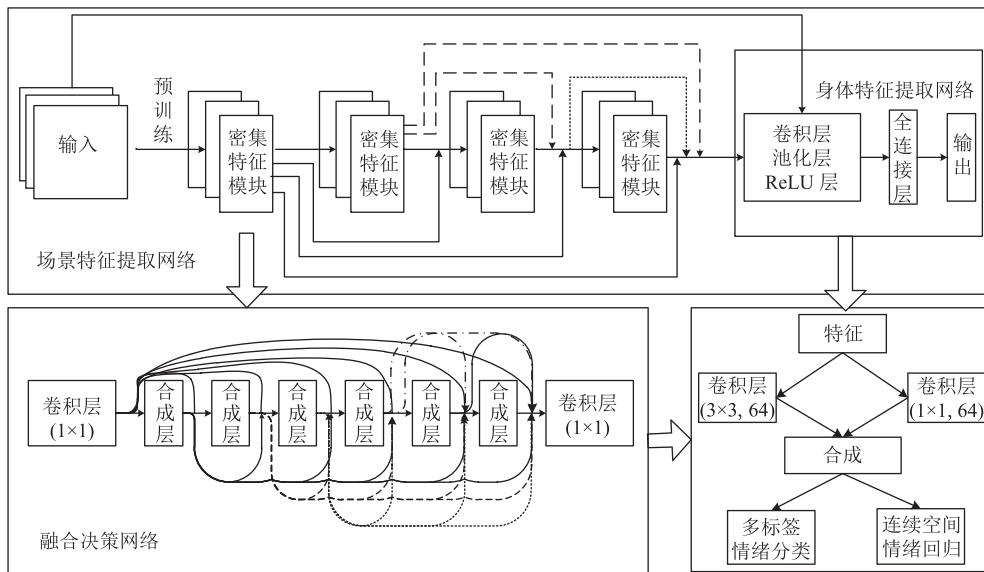 输入
预训练
密集
特征
模块
密集
特征
模块
密集
特征
模块
密集
特征
模块
身体特征提取网络
卷积层
池化层
ReLU 层
全连接层
输出
场景特征提取网络
卷积层
(1×1)
合成层
合成层
合成层
合成层
合成层
合成层
卷积层
(1×1)
融合决策网络
特征
卷积层
(3×3, 64)
卷积层
(1×1, 64)
合成
多标签
情绪分类
连续空间
情绪回归